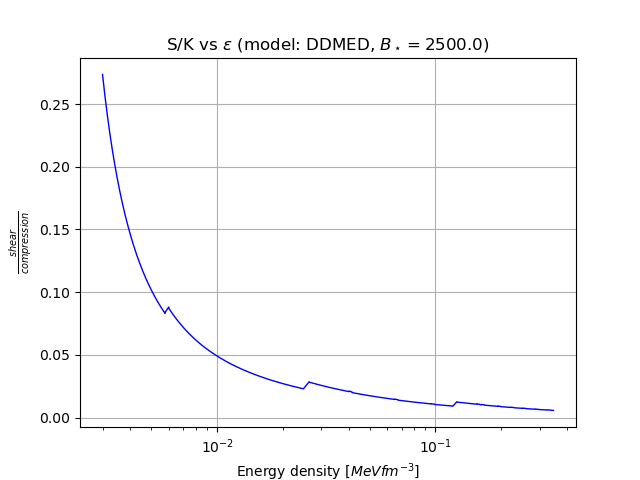 S/K vs ε (model: DDMED, B⋆ = 2500.0)
0.25
0.20
0.15
0.10
0.05
0.00
shear
compression
10⁻²
10⁻¹
Energy density [MeVfm⁻³]